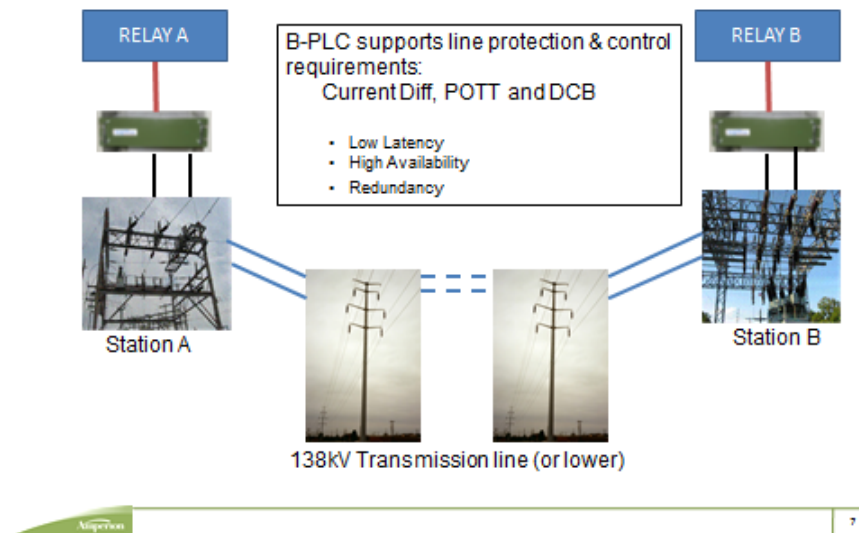 RELAY A
B-PLC supports line protection & control
requirements:
Current Diff, POTT and DCB
• Low Latency
• High Availability
• Redundancy
RELAY B
Station A
Station B
138kV Transmission line (or lower)
Amperion
7